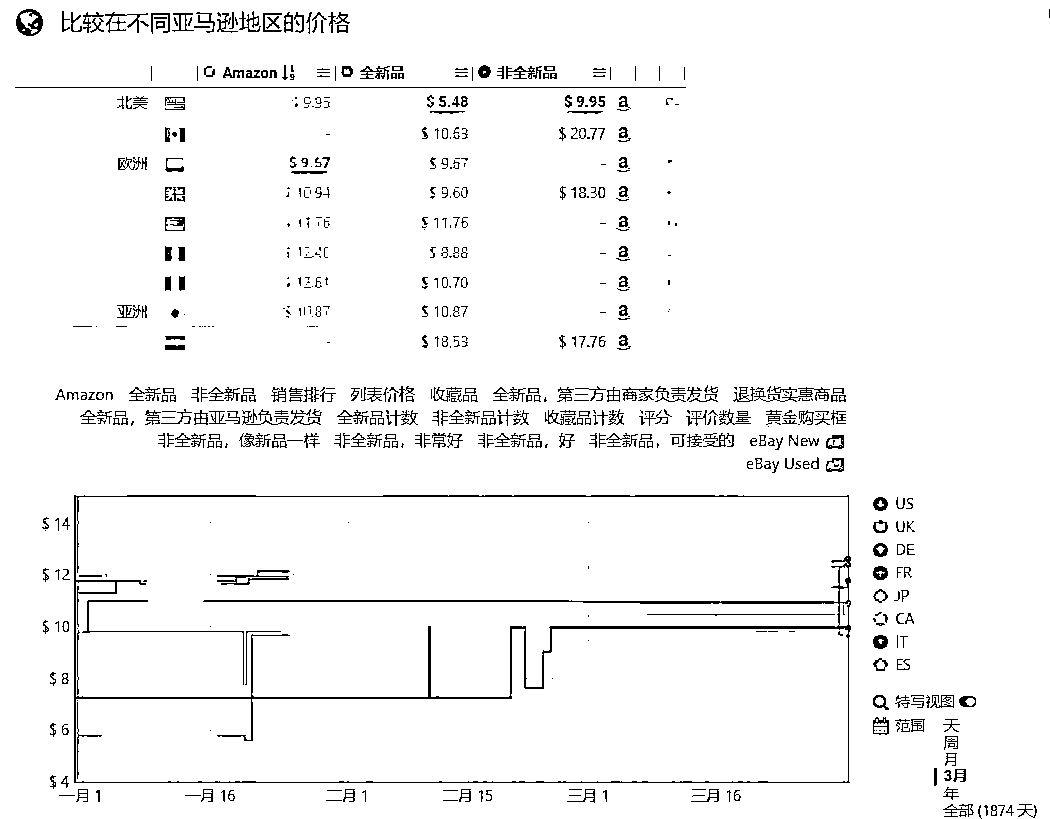 比较在不同亚马逊地区的价格
Amazon 全新品 非全新品
北美 $ 5.48 $ 9.95
- $ 10.63 $ 20.77
欧洲 $ 9.67 $ 9.67 -
$ 9.60 $ 18.30
$ 11.76 -
$ 8.88 -
$ 10.70 -
亚洲 $ 10.87 $ 10.87 -
- $ 18.53 $ 17.76
Amazon 全新品 非全新品 销售排行 列表价格 收藏品 全新品，第三方由商家负责发货 退换货实惠商品
全新品，第三方由亚马逊负责发货 全新品计数 非全新品计数 收藏品计数 评分 评价数量 黄金购买框
非全新品，像新品一样 非全新品，非常好 非全新品，好 非全新品，可接受的 eBay New
eBay Used
$ 14
$ 12
$ 10
$ 8
$ 6
$ 4
一月 1 一月 16 二月 1 二月 15 三月 1 三月 16
US
UK
DE
FR
JP
CA
IT
ES
特写视图
范围 天
周
月
3月
年
全部 (1874 天)